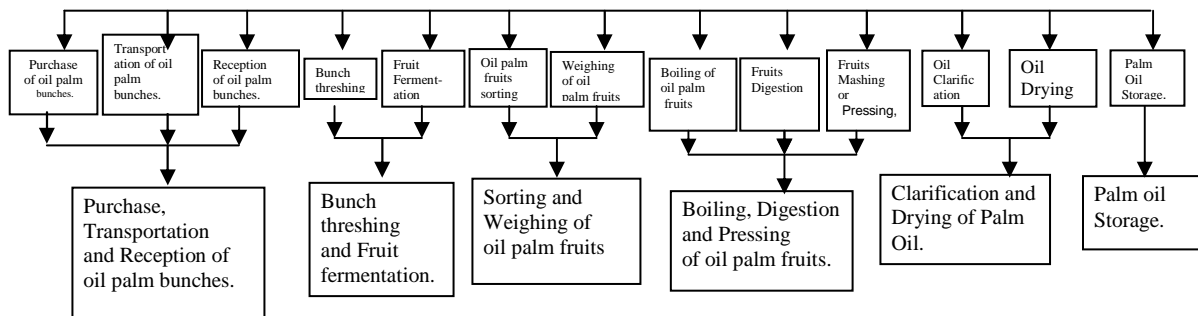 Purchase
of oil palm
bunches.
Transport
ation of oil
palm
bunches.
Reception
of oil palm
bunches.
Bunch
threshing
Fruit
Ferment-
ation
Oil palm
fruits
sorting
Weighing
of oil
palm fruits
Boiling of
oil palm
fruits
Fruits
Digestion
Fruits
Mashing
or
Pressing,
Oil
Clarific
ation
Oil
Drying
Palm
Oil
Storage.
Purchase,
Transportation
and Reception of
oil palm bunches.
Bunch
threshing
and Fruit
fermentation.
Sorting and
Weighing of
oil palm fruits
Boiling, Digestion
and Pressing
of oil palm fruits.
Clarification and
Drying of Palm
Oil.
Palm oil
Storage.